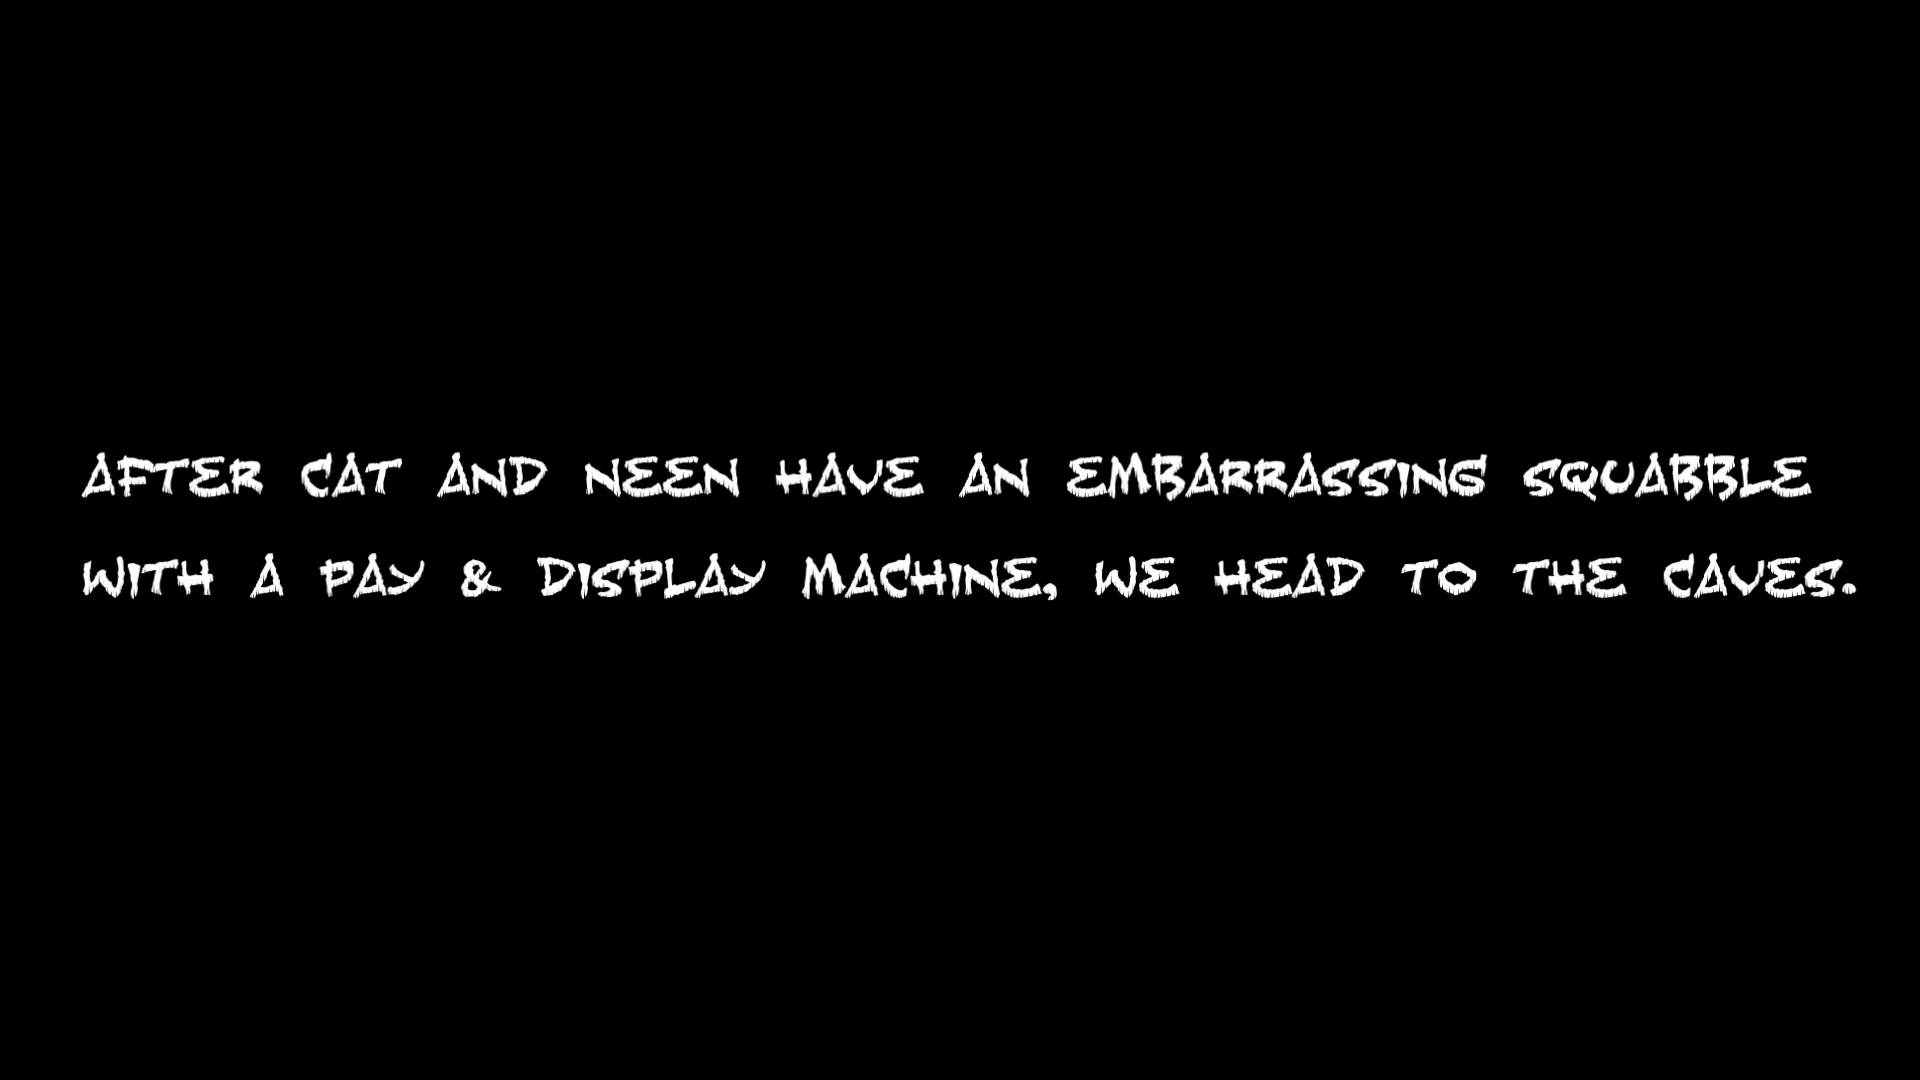 AFTER CAT AND NEEN HAVE AN EMBARRASSING SQUABBLE
WITH A PAY & DISPLAY MACHINE, WE HEAD TO THE CAVES.